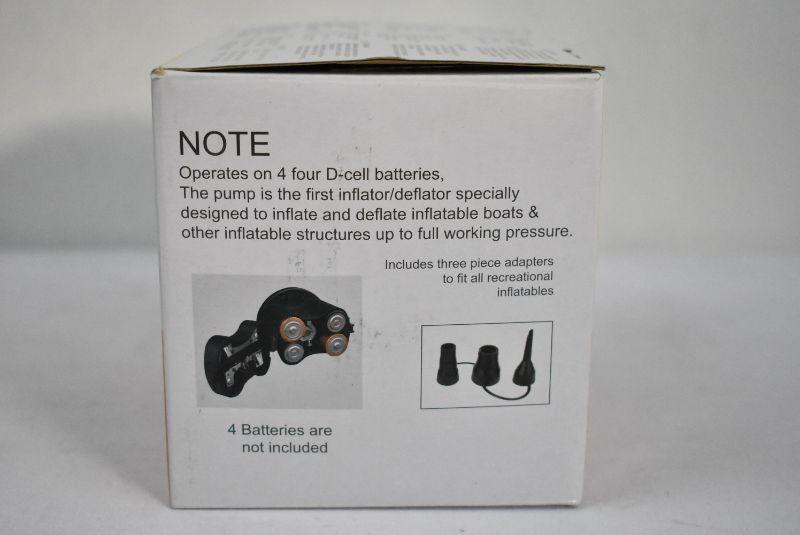 NOTE
Operates on 4 four D-cell batteries,
The pump is the first inflator/deflator specially
designed to inflate and deflate inflatable boats &
other inflatable structures up to full working pressure.
Includes three piece adapters
to fit all recreational
inflatables
4 Batteries are
not included